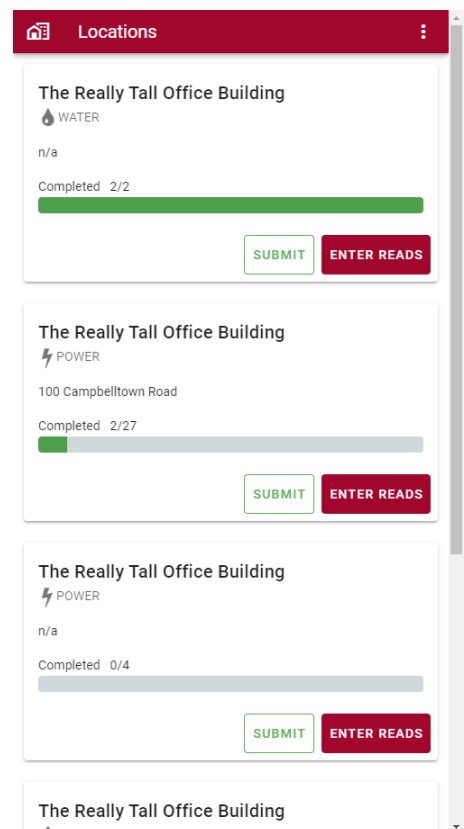 Locations
The Really Tall Office Building
WATER
n/a
Completed 2/2
SUBMIT ENTER READS
The Really Tall Office Building
POWER
100 Campbelltown Road
Completed 2/27
SUBMIT ENTER READS
The Really Tall Office Building
POWER
n/a
Completed 0/4
SUBMIT ENTER READS
The Really Tall Office Building